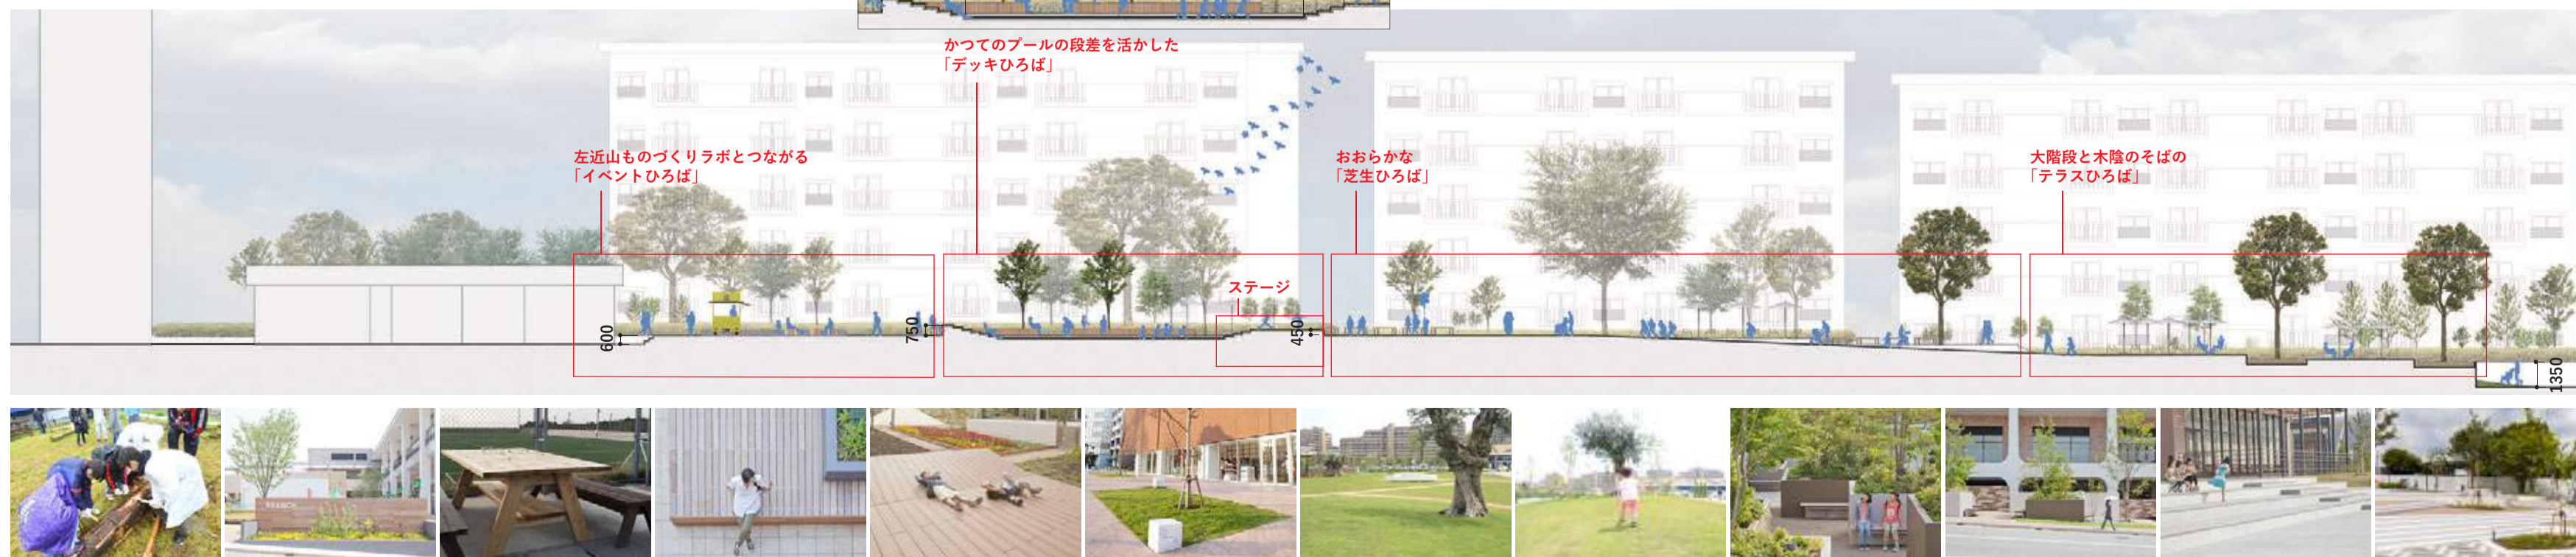 かつてのプールの段差を活かした
「デッキひろば」
左近山ものづくりラボとつながる
「イベントひろば」
おおらかな
「芝生ひろば」
大階段と木陰のそばの
「テラスひろば」
ステージ
600
750
450
1350
BRANCH